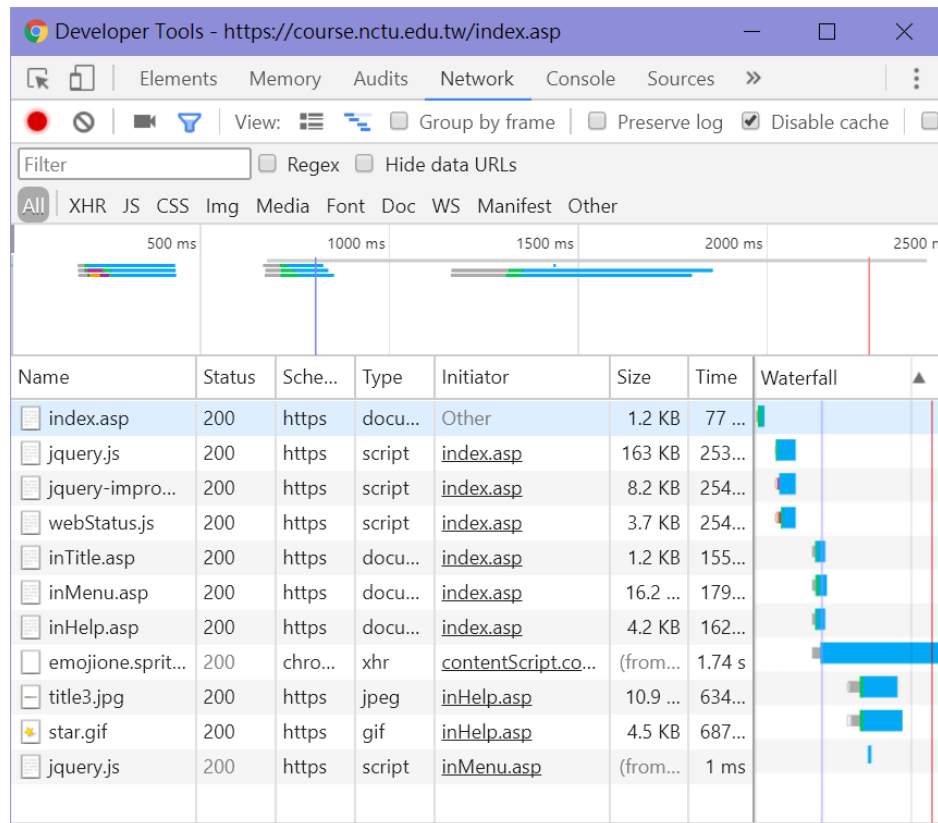 Developer Tools - https://course.nctu.edu.tw/index.asp
Elements Memory Audits Network Console Sources »
View: Group by frame Preserve log Disable cache
Filter Regex Hide data URLs
All XHR JS CSS Img Media Font Doc WS Manifest Other
500 ms 1000 ms 1500 ms 2000 ms 2500
Name Status Sche... Type Initiator Size Time Waterfall
index.asp 200 https docu... Other 1.2 KB 77 ...
jquery.js 200 https script index.asp 163 KB 253...
jquery-impro... 200 https script index.asp 8.2 KB 254...
webStatus.js 200 https script index.asp 3.7 KB 254...
inTitle.asp 200 https docu... index.asp 1.2 KB 155...
inMenu.asp 200 https docu... index.asp 16.2 ... 179...
inHelp.asp 200 https docu... index.asp 4.2 KB 162...
emojione.sprit... 200 chro... xhr contentScript.co... (from... 1.74 s
title3.jpg 200 https jpeg inHelp.asp 10.9 ... 634...
star.gif 200 https gif inHelp.asp 4.5 KB 687...
jquery.js 200 https script inMenu.asp (from... 1 ms